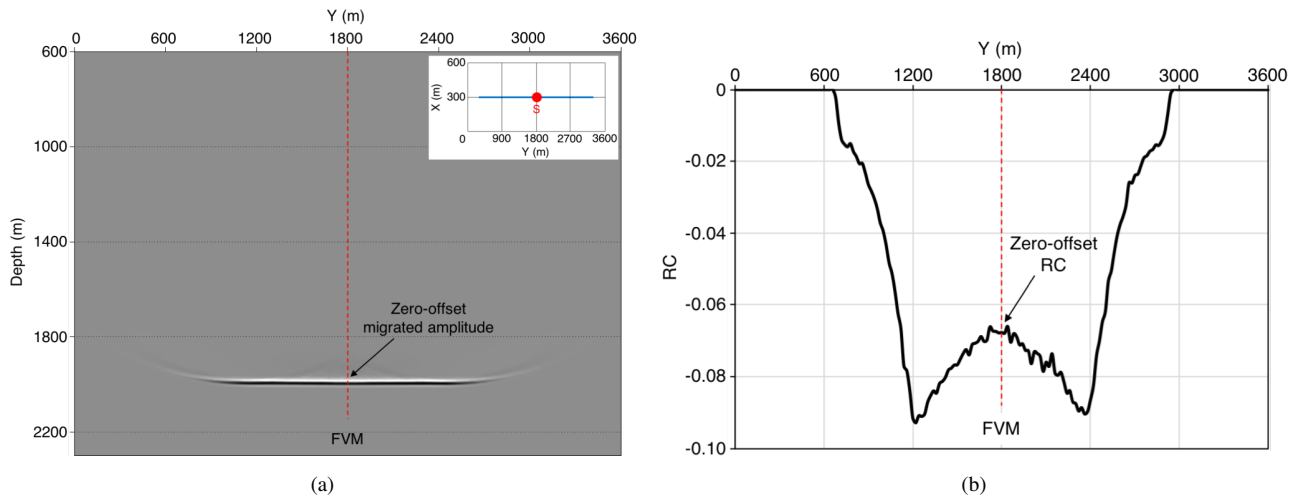 Y (m)
0 600 1200 1800 2400 3000 3600
600
1000
1400
1800
2200
Depth (m)
600
300
0
X (m)
S
900 1800 2700 3600
Y (m)
Zero-offset
migrated amplitude
FVM
(a)
Y (m)
0 600 1200 1800 2400 3000 3600
0
-0.02
-0.04
-0.06
-0.08
-0.10
RC
Zero-offset
RC
FVM
(b)